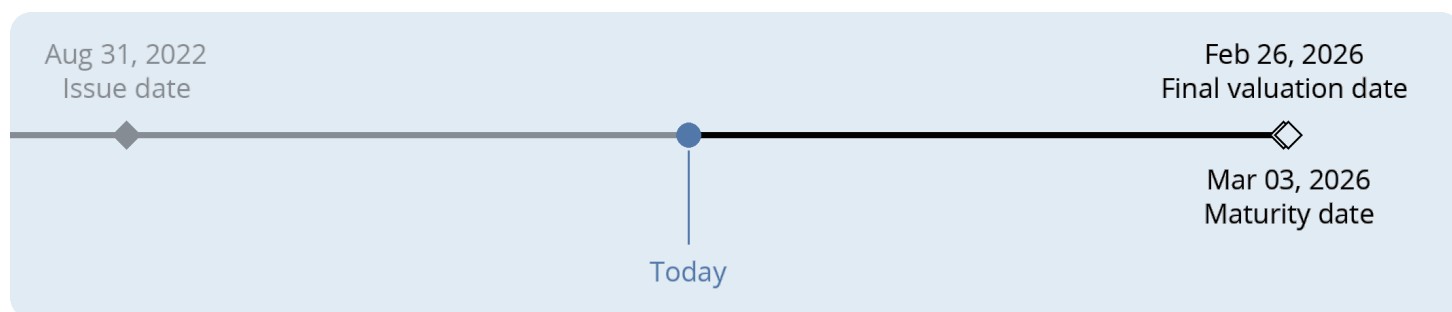 Aug 31, 2022
Issue date
Feb 26, 2026
Final valuation date
Mar 03, 2026
Maturity date
Today